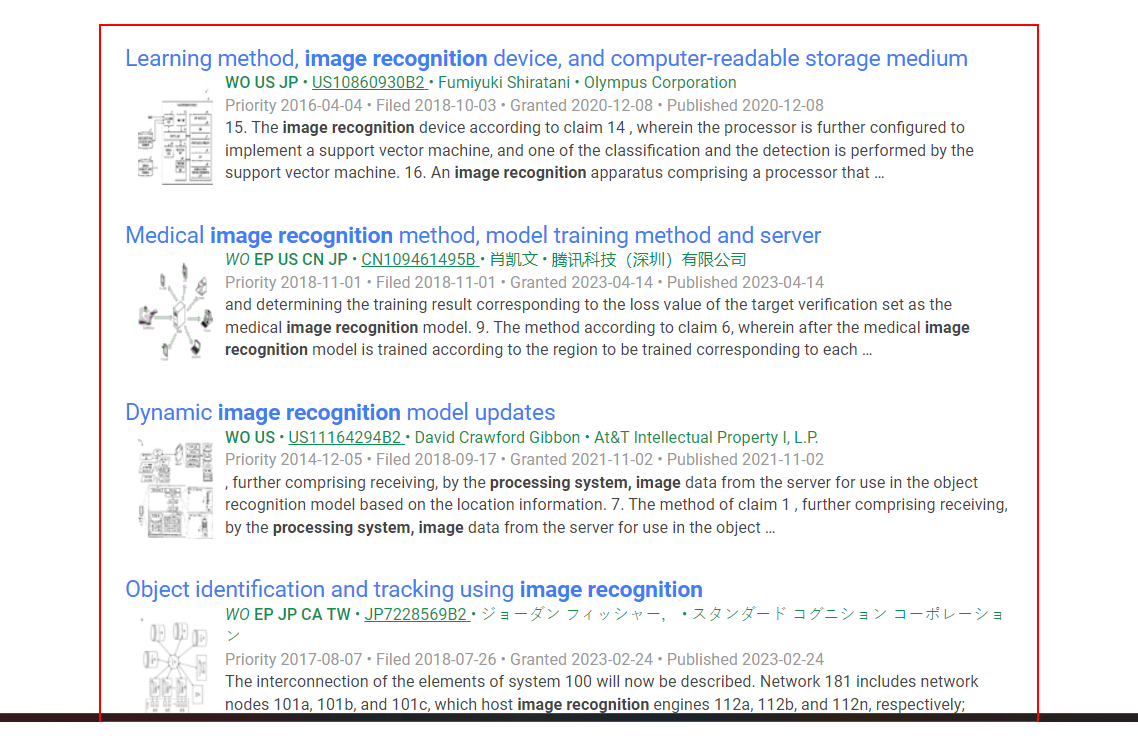 Learning method, image recognition device, and computer-readable storage medium
WO US JP • US10860930B2 • Fumiyuki Shiratani • Olympus Corporation
Priority 2016-04-04 • Filed 2018-10-03 • Granted 2020-12-08 • Published 2020-12-08
15. The image recognition device according to claim 14 , wherein the processor is further configured to
implement a support vector machine, and one of the classification and the detection is performed by the
support vector machine. 16. An image recognition apparatus comprising a processor that …
Medical image recognition method, model training method and server
WO EP US CN JP • CN109461495B • 肖凯文 • 腾讯科技（深圳）有限公司
Priority 2018-11-01 • Filed 2018-11-01 • Granted 2023-04-14 • Published 2023-04-14
and determining the training result corresponding to the loss value of the target verification set as the
medical image recognition model. 9. The method according to claim 6, wherein after the medical image
recognition model is trained according to the region to be trained corresponding to each …
Dynamic image recognition model updates
WO US • US11164294B2 • David Crawford Gibbon • At&T Intellectual Property I, L.P.
Priority 2014-12-05 • Filed 2018-09-17 • Granted 2021-11-02 • Published 2021-11-02
, further comprising receiving, by the processing system, image data from the server for use in the object
recognition model based on the location information. 7. The method of claim 1 , further comprising receiving,
by the processing system, image data from the server for use in the object …
Object identification and tracking using image recognition
WO EP JP CA TW • JP7228569B2 • ジョーダン フィッシャー， • スタンダード コグニション コーポレーショ
ン
Priority 2017-08-07 • Filed 2018-07-26 • Granted 2023-02-24 • Published 2023-02-24
The interconnection of the elements of system 100 will now be described. Network 181 includes network
nodes 101a, 101b, and 101c, which host image recognition engines 112a, 112b, and 112n, respectively;